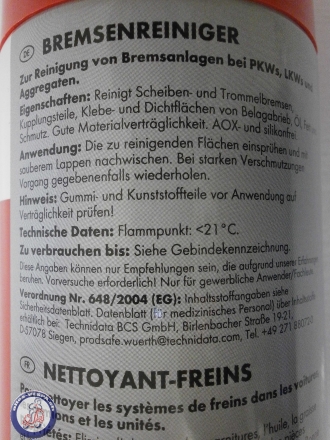 DE BREMSENREINIGER
Zur Reinigung von Bremsanlagen bei PKWs, LKWs und
Aggregaten.
Eigenschaften: Reinigt Scheiben- und Trommelbremsen,
Kupplungsteile, Klebe- und Dichtflächen von Belagabrieb, Öl, Fett und
Schmutz. Gute Materialverträglichkeit. AOX- und silikonfrei.
Anwendung: Die zu reinigenden Flächen einsprühen und mit
sauberem Lappen nachwischen. Bei starken Verschmutzungen
Vorgang gegebenenfalls wiederholen.
Hinweis: Gummi- und Kunststoffteile vor Anwendung auf
Verträglichkeit prüfen!
Technische Daten: Flammpunkt: <21°C.
Zu verbrauchen bis: Siehe Gebindekennzeichnung.
Diese Angaben können nur Empfehlungen sein, die aufgrund unserer Erfahrung
beruhen. Vorversuche erforderlich! Nur für gewerbliche Anwender/Fachkreise
Verordnung Nr. 648/2004 (EG): Inhaltsstoffangaben siehe
Sicherheitsdatenblatt. Datenblatt (für medizinisches Personal) über Inhaltsstoffe
erhältlich bei: Technidata BCS GmbH, Birlenbacher Straße 19-21,
D-57078 Siegen, prodsafe.wuerth@technidata.com, Tel. +49 271
FR NETTOYANT-FREINS
Pour nettoyer les systèmes de freins dans les voitures,
et les unités.